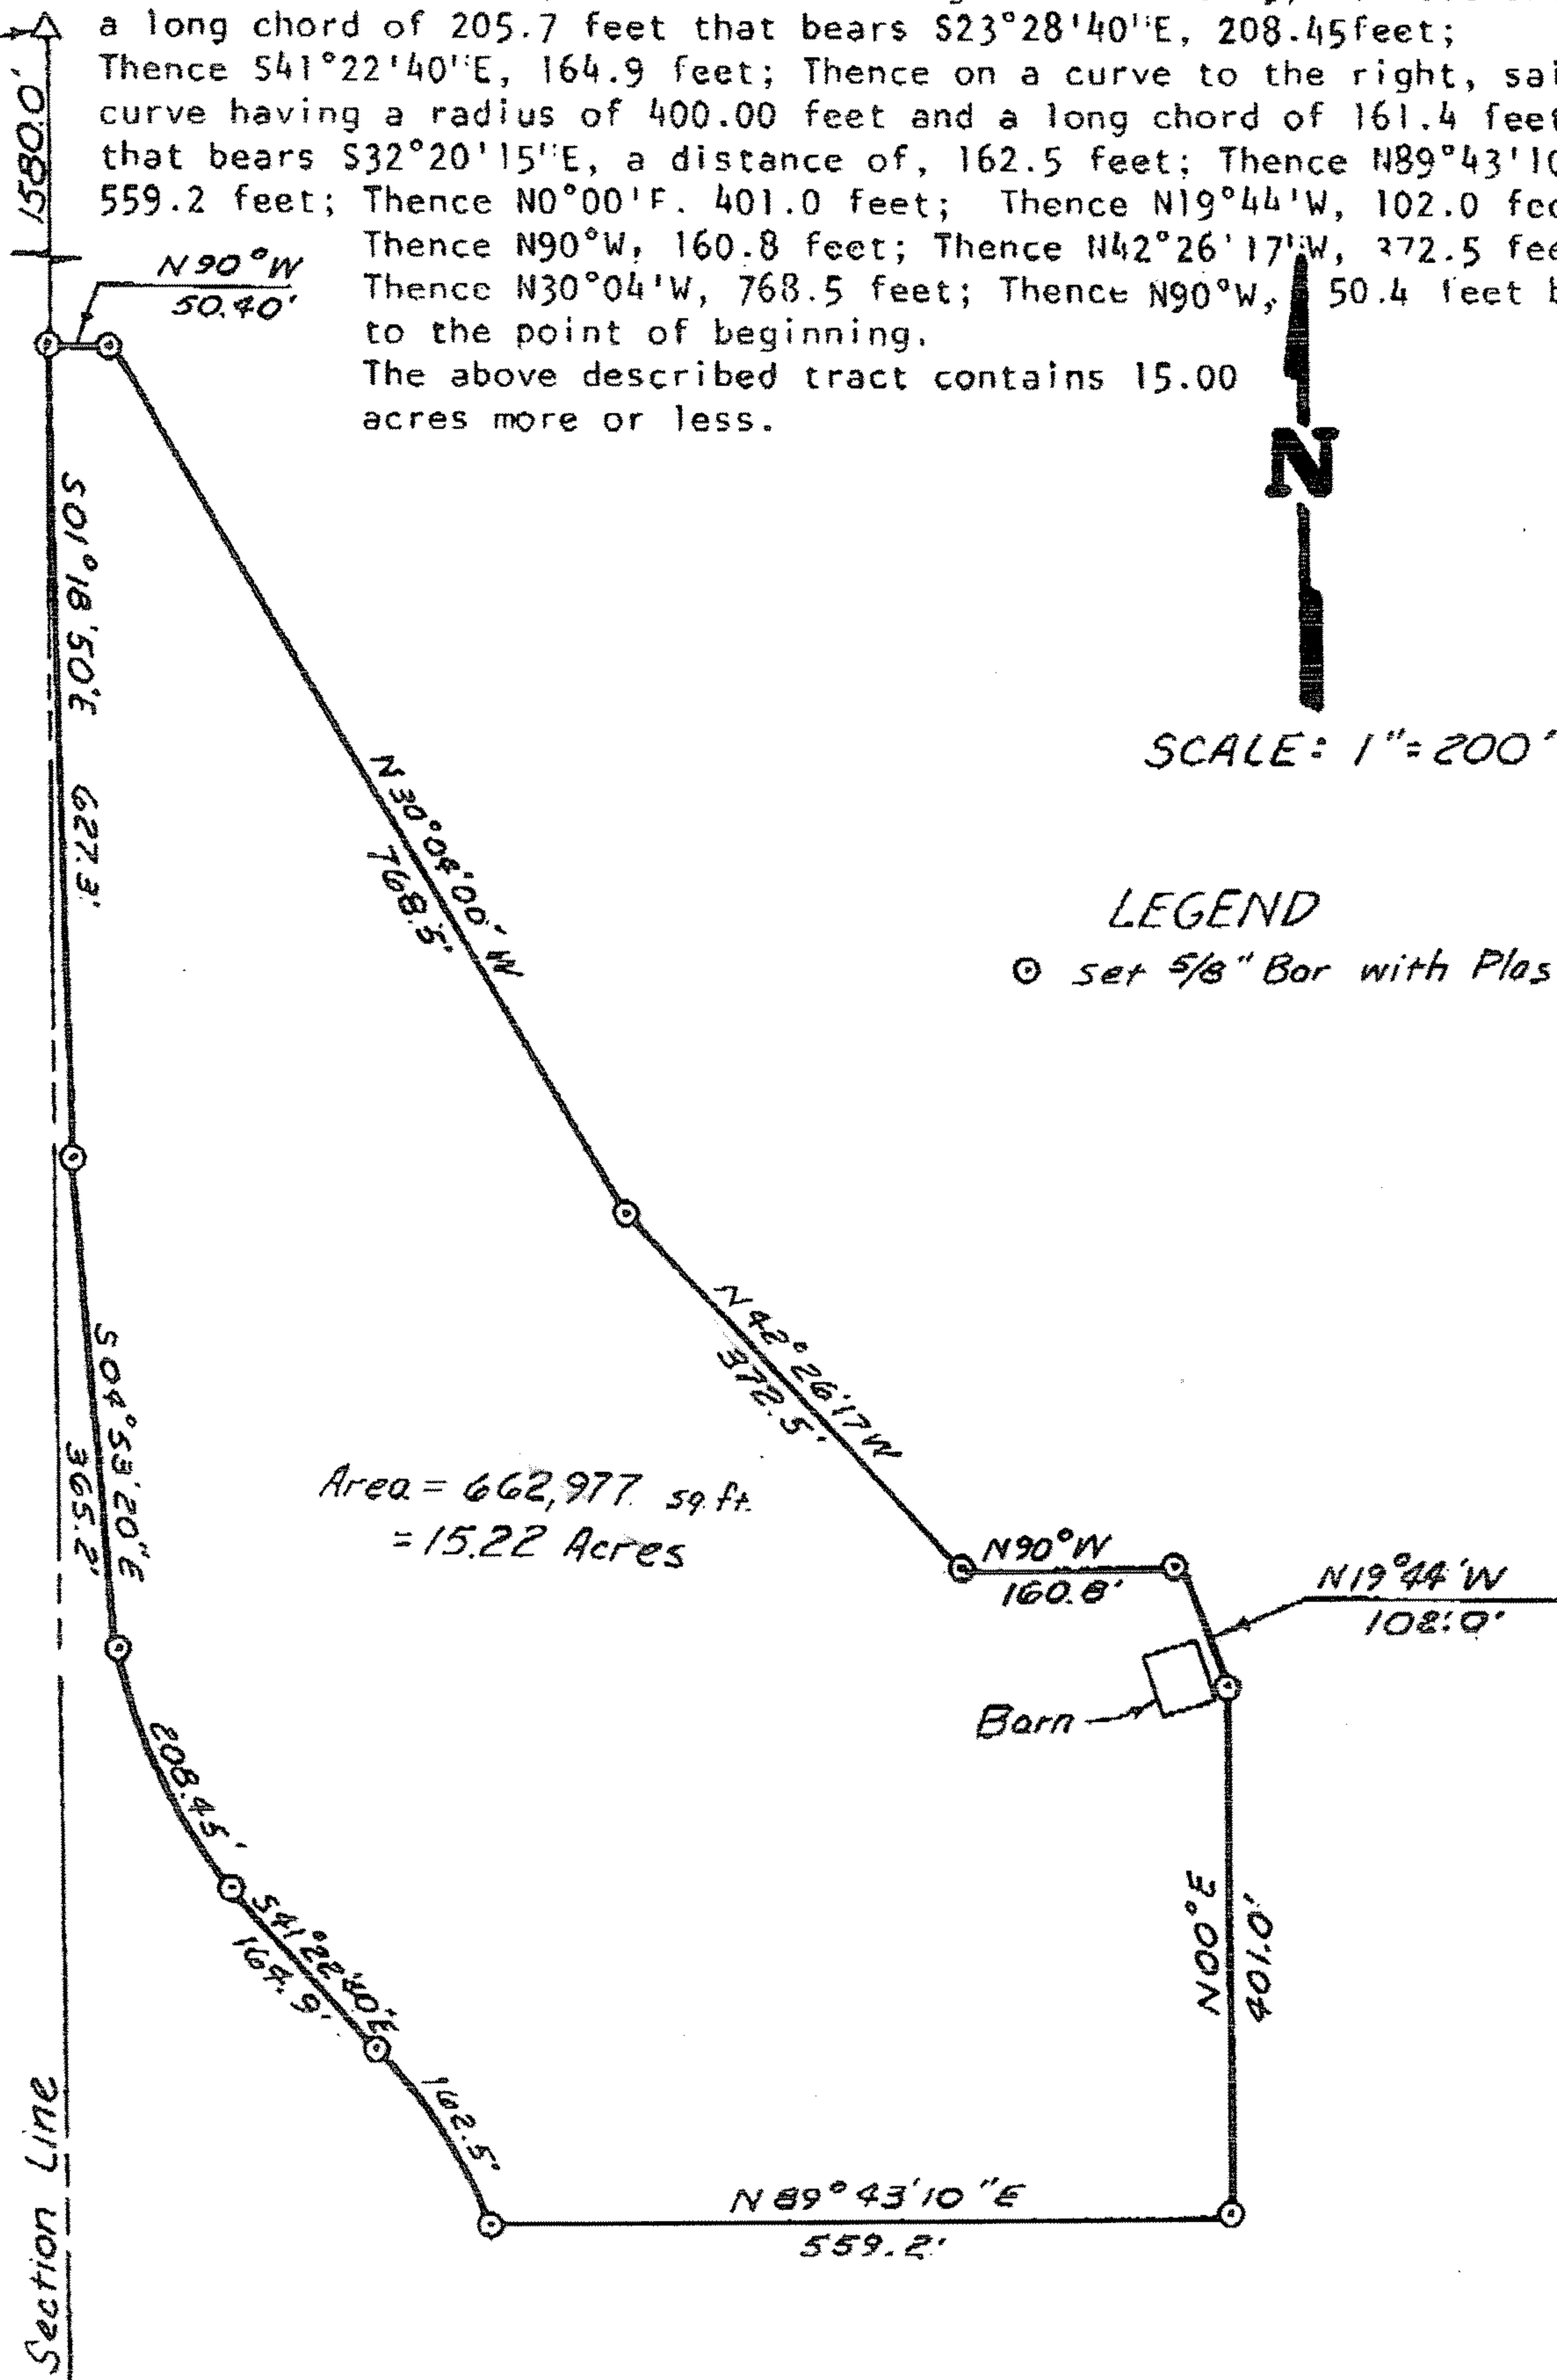 a long chord of 205.7 feet that bears S23°28'40"E, 208.45feet;
Thence S41°22'40"E, 164.9 feet; Thence on a curve to the right, sai
curve having a radius of 400.00 feet and a long chord of 161.4 feet
that bears S32°20'15"E, a distance of, 162.5 feet; Thence N89°43'10
559.2 feet; Thence N0°00'F. 401.0 feet; Thence N19°44'W, 102.0 fee
Thence N90°W, 160.8 feet; Thence N42°26'17"W, 372.5 fee
Thence N30°04'W, 768.5 feet; Thence N90°W, 50.4 feet b
to the point of beginning.
The above described tract contains 15.00
acres more or less.
1580.0'
N90°W
50.40'
N
SCALE: 1"=200'
S01°18'50"E 627.3'
N30°04'00"W
768.5'
LEGEND
set 5/8" Bar with Plas
N42°26'17W
372.5'
S04°53'20"E
365.2'
Area = 662,977 sq.ft.
= 15.22 Acres
N90°W
160.8'
N19°44'W
102.0'
Barn
208.45'
S41°22'40"E
164.9'
162.5'
N00°E
401.0'
N89°43'10"E
559.2'
Section Line